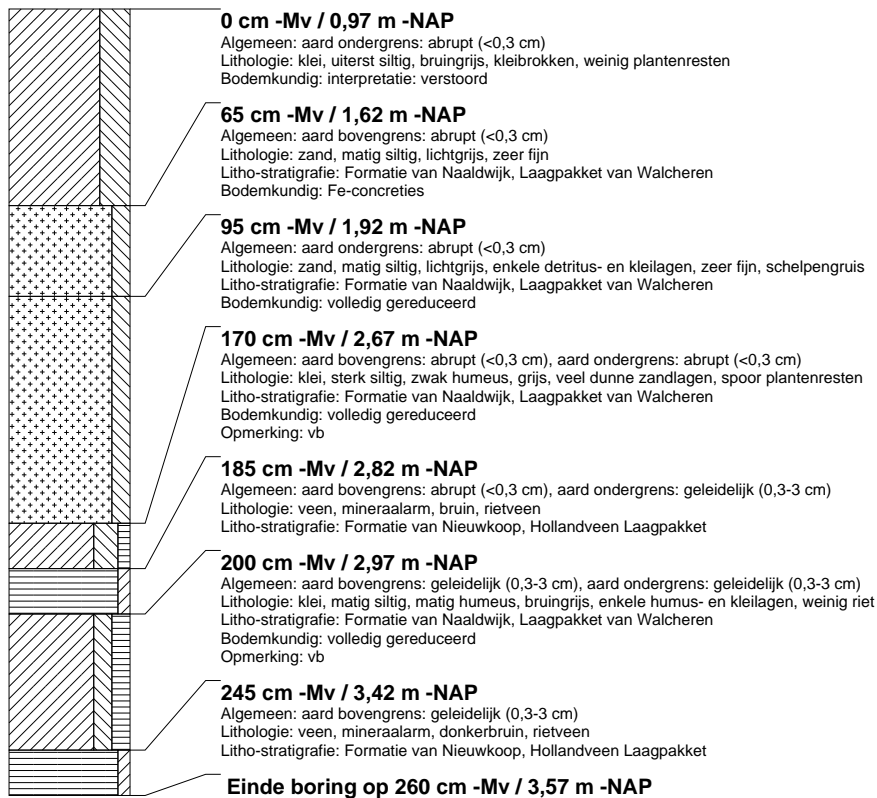 0 cm -Mv / 0,97 m -NAP
Algemeen: aard ondergrens: abrupt (<0,3 cm)
Lithologie: klei, uiterst siltig, bruingrijs, kleibrokken, weinig plantenresten
Bodemkundig: interpretatie: verstoord
65 cm -Mv / 1,62 m -NAP
Algemeen: aard bovengrens: abrupt (<0,3 cm)
Lithologie: zand, matig siltig, lichtgrijs, zeer fijn
Litho-stratigrafie: Formatie van Naaldwijk, Laagpakket van Walcheren
Bodemkundig: Fe-concreties
95 cm -Mv / 1,92 m -NAP
Algemeen: aard ondergrens: abrupt (<0,3 cm)
Lithologie: zand, matig siltig, lichtgrijs, enkele detritus- en kleilagen, zeer fijn, schelpengruis
Litho-stratigrafie: Formatie van Naaldwijk, Laagpakket van Walcheren
Bodemkundig: volledig gereduceerd
170 cm -Mv / 2,67 m -NAP
Algemeen: aard bovengrens: abrupt (<0,3 cm), aard ondergrens: abrupt (<0,3 cm)
Lithologie: klei, sterk siltig, zwak humeus, grijs, veel dunne zandlagen, spoor plantenresten
Litho-stratigrafie: Formatie van Naaldwijk, Laagpakket van Walcheren
Bodemkundig: volledig gereduceerd
Opmerking: vb
185 cm -Mv / 2,82 m -NAP
Algemeen: aard bovengrens: abrupt (<0,3 cm), aard ondergrens: geleidelijk (0,3-3 cm)
Lithologie: veen, mineraalarm, bruin, rietveen
Litho-stratigrafie: Formatie van Nieuwkoop, Hollandveen Laagpakket
200 cm -Mv / 2,97 m -NAP
Algemeen: aard bovengrens: geleidelijk (0,3-3 cm), aard ondergrens: geleidelijk (0,3-3 cm)
Lithologie: klei, matig siltig, matig humeus, bruingrijs, enkele humus- en kleilagen, weinig riet
Litho-stratigrafie: Formatie van Naaldwijk, Laagpakket van Walcheren
Bodemkundig: volledig gereduceerd
Opmerking: vb
245 cm -Mv / 3,42 m -NAP
Algemeen: aard bovengrens: geleidelijk (0,3-3 cm)
Lithologie: veen, mineraalarm, donkerbruin, rietveen
Litho-stratigrafie: Formatie van Nieuwkoop, Hollandveen Laagpakket
Einde boring op 260 cm -Mv / 3,57 m -NAP